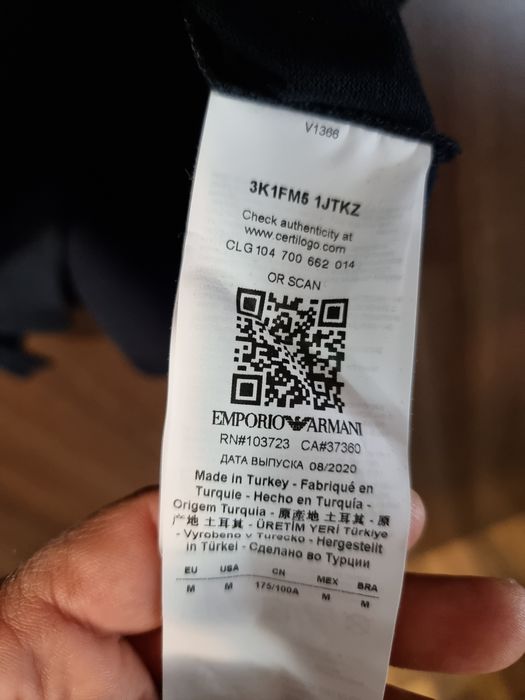 V1366
3K1FM5 1JTKZ
Check authenticity at
www.certilogo.com
CLG 104 700 662 014
OR SCAN
EMPORIO ARMANI
RN#103723 CA#37360
ДАТА ВЫПУСКА 08/2020
Made in Turkey - Fabriqué en
Turquie - Hecho en Turquía -
Origem Turquia - 原産地 土耳其 - 原
产地 土耳其 - ÜRETİM YERİ Türkiye
- Vyrobeno v Turecko - Hergestellt
in Türkei - Сделано во Турции
EU USA CN MEX BRA
M M 175/100A M M